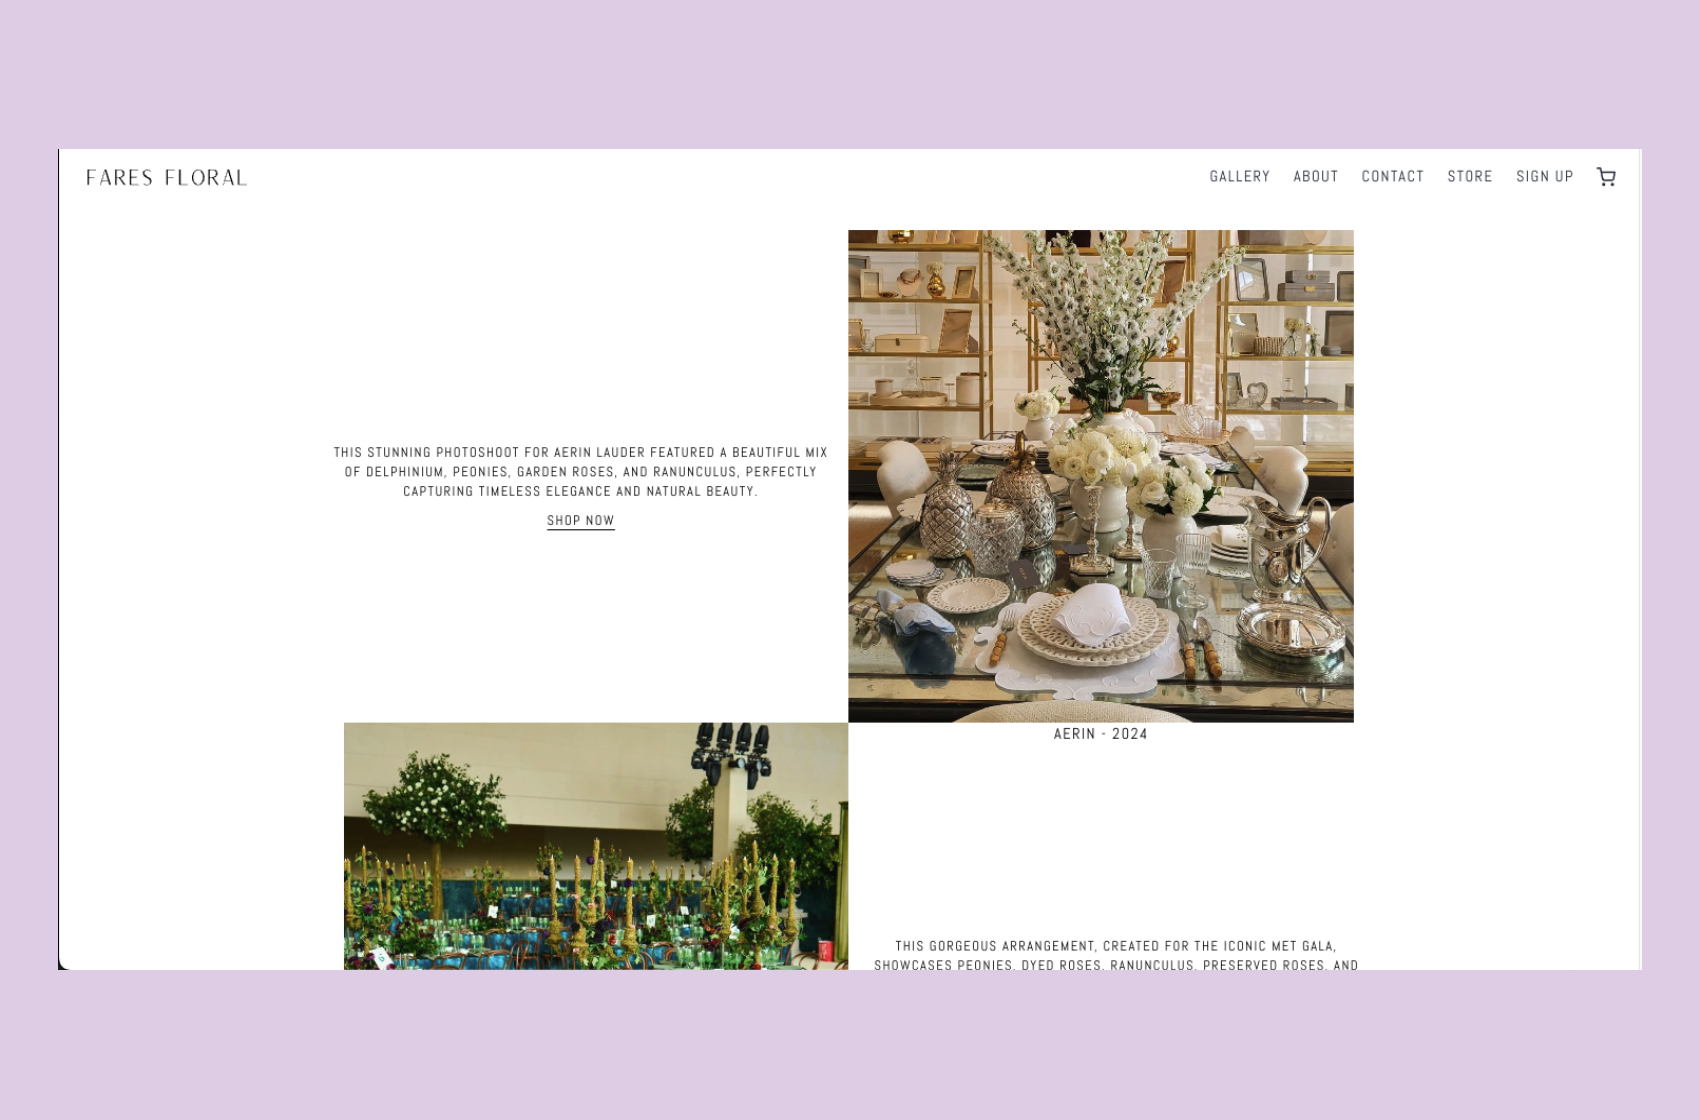 FARES FLORAL
GALLERY ABOUT CONTACT STORE SIGN UP
THIS STUNNING PHOTOSHOOT FOR AERIN LAUDER FEATURED A BEAUTIFUL MIX
OF DELPHINIUM, PEONIES, GARDEN ROSES, AND RANUNCULUS, PERFECTLY
CAPTURING TIMELESS ELEGANCE AND NATURAL BEAUTY.
SHOP NOW
AERIN - 2024
THIS GORGEOUS ARRANGEMENT, CREATED FOR THE ICONIC MET GALA,
SHOWCASES PEONIES, DYED ROSES, RANUNCULUS, PRESERVED ROSES, AND